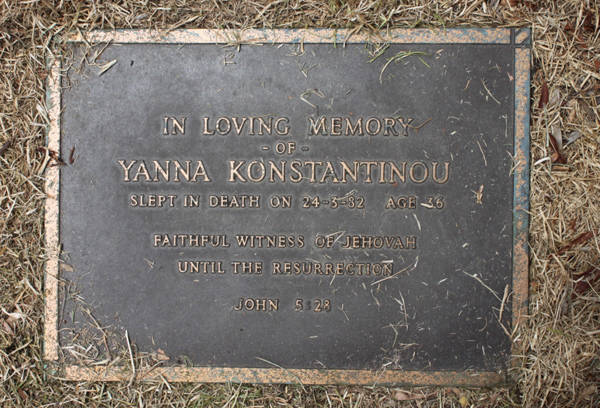 IN LOVING MEMORY
- OF -
YANNA KONSTANTINOU
SLEPT IN DEATH ON 24-3-82 AGE 36
FAITHFUL WITNESS OF JEHOVAH
UNTIL THE RESURRECTION
JOHN 5:28